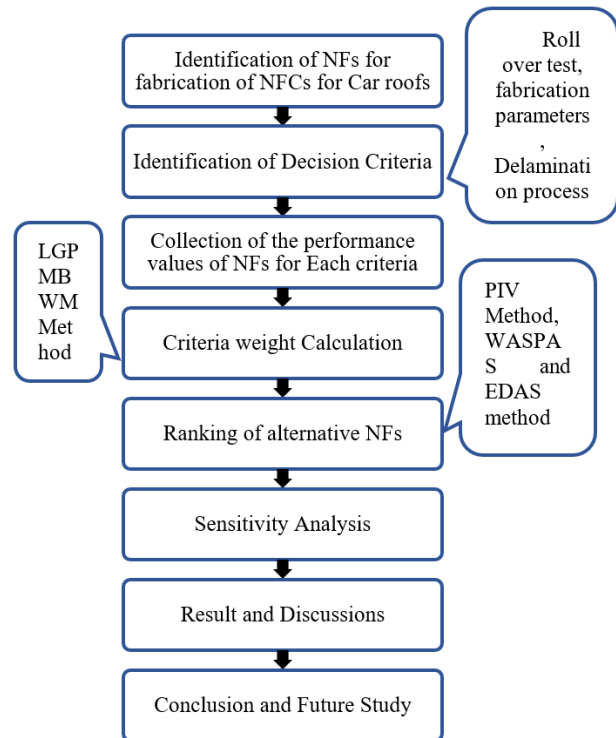 Identification of NFs for
fabrication of NFCs for Car roofs
Roll
over test,
fabrication
parameters
,
Delaminati
on process
Identification of Decision Criteria
Collection of the performance
values of NFs for Each criteria
LGP
MB
WM
Met
hod
Criteria weight Calculation
PIV
Method,
WASPA
S and
EDAS
method
Ranking of alternative NFs
Sensitivity Analysis
Result and Discussions
Conclusion and Future Study